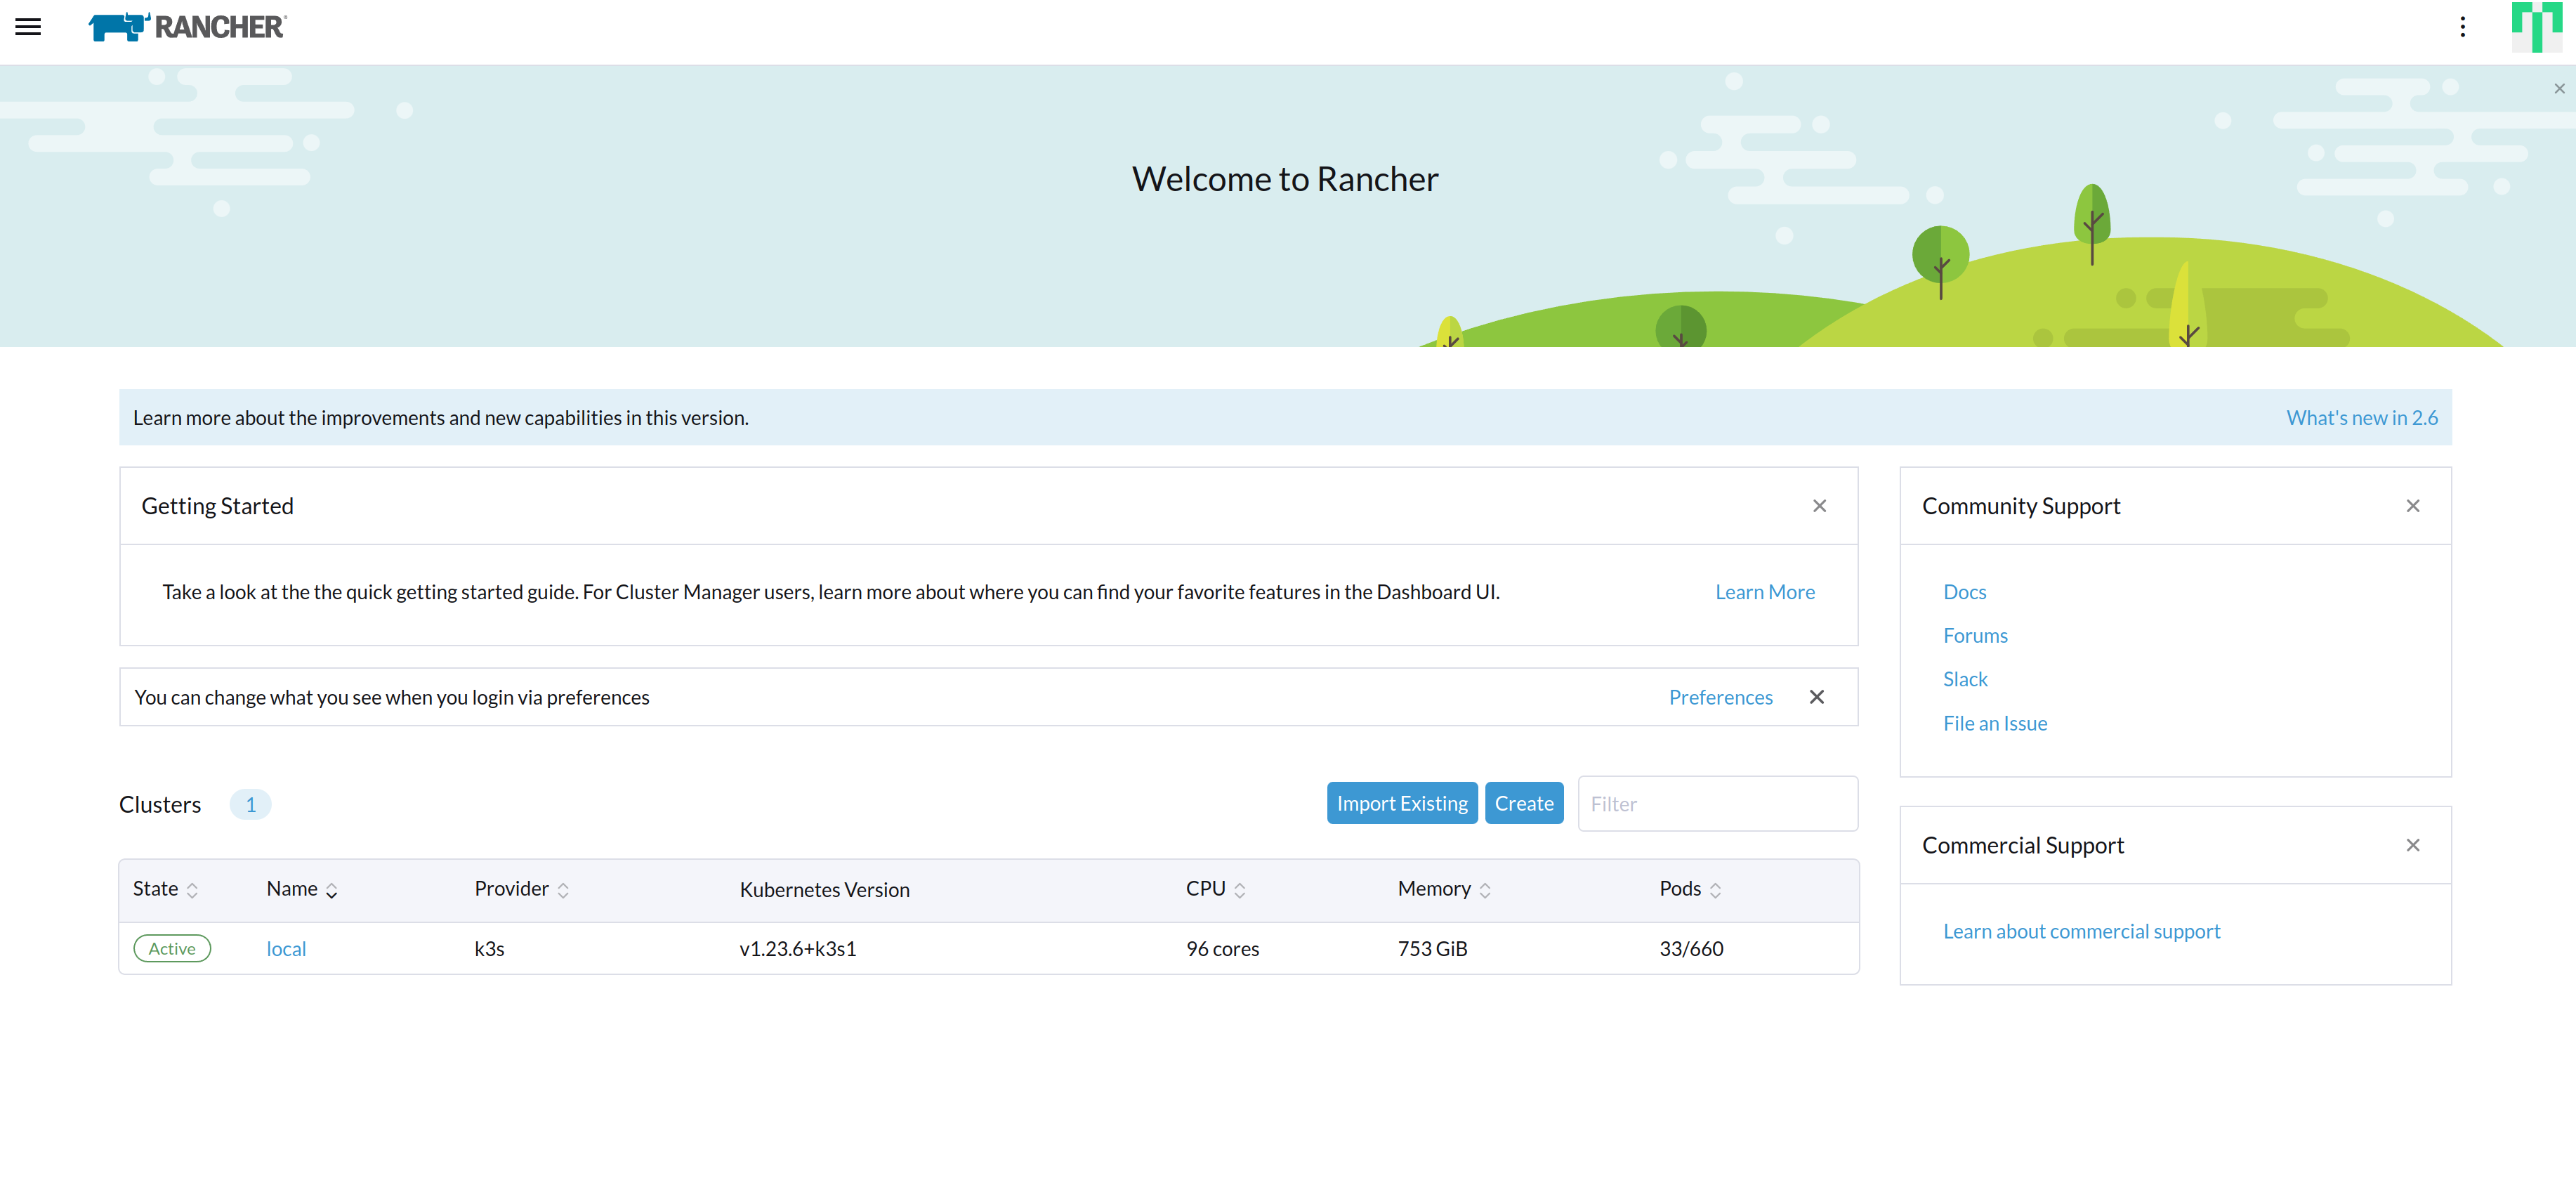 RANCHER®
Welcome to Rancher
Learn more about the improvements and new capabilities in this version.
What's new in 2.6
Getting Started
Take a look at the the quick getting started guide. For Cluster Manager users, learn more about where you can find your favorite features in the Dashboard UI.
Learn More
You can change what you see when you login via preferences
Preferences
Clusters 1
Import Existing
Create
Filter
State Name Provider Kubernetes Version CPU Memory Pods
Active local k3s v1.23.6+k3s1 96 cores 753 GiB 33/660
Community Support
Docs
Forums
Slack
File an Issue
Commercial Support
Learn about commercial support